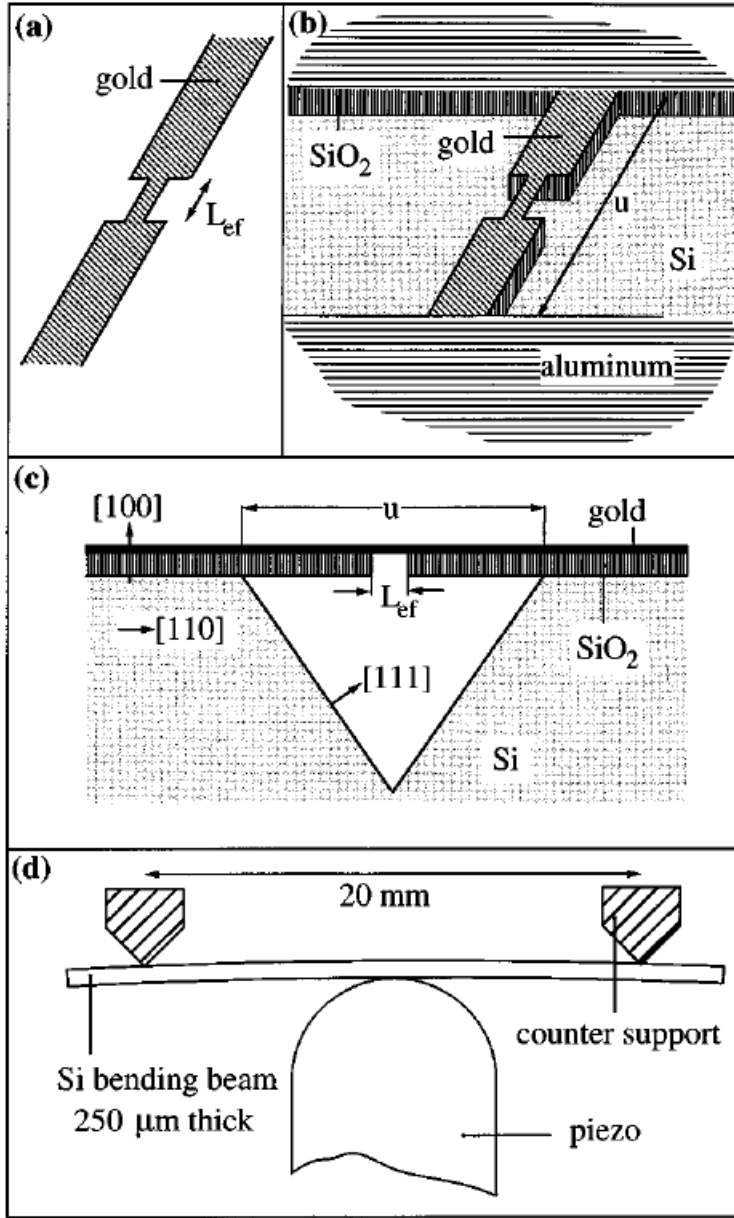 (a)
gold
L_ef
(b)
SiO₂
gold
u
Si
aluminum
(c)
[100]
u
gold
L_ef
[110]
SiO₂
[111]
Si
(d)
20 mm
counter support
Si bending beam
250 μm thick
piezo